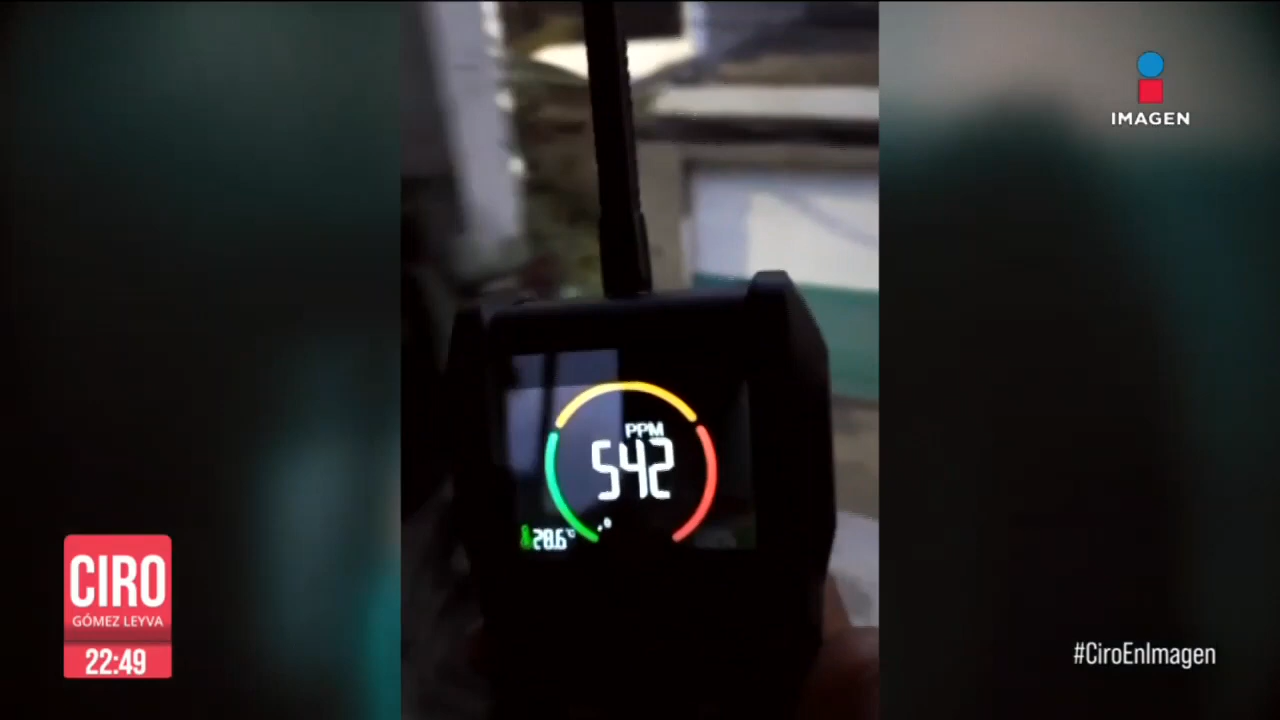 IMAGEN
PPM
542
28.6°C
CIRO
GÓMEZ LEYVA
22:49
#CiroEnImagen